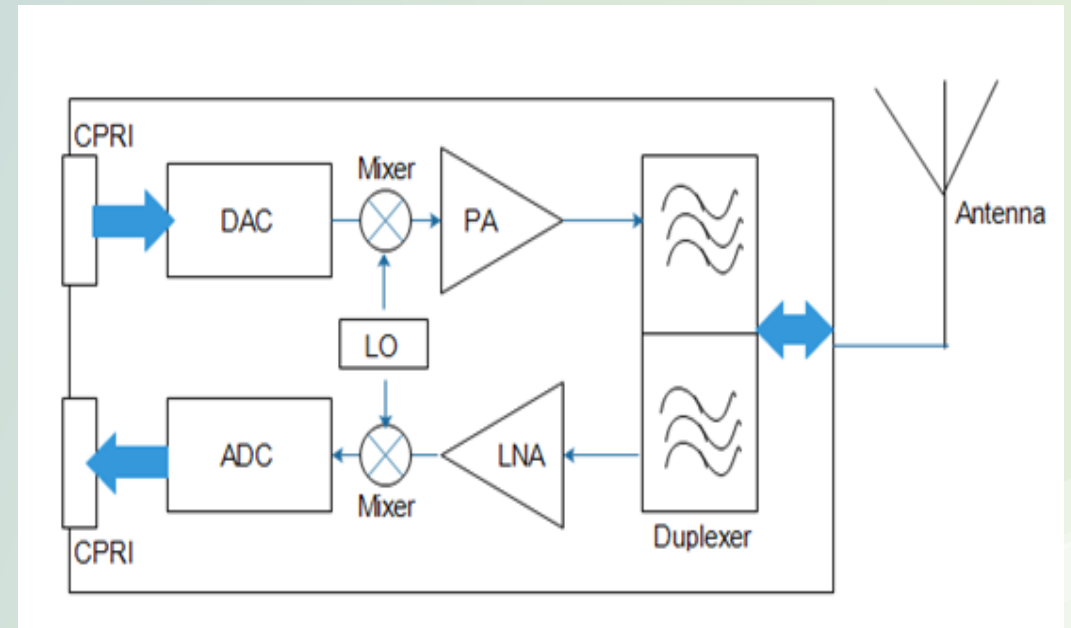 CPRI
Mixer
DAC
PA
Antenna
LO
ADC
LNA
Mixer
Duplexer
CPRI